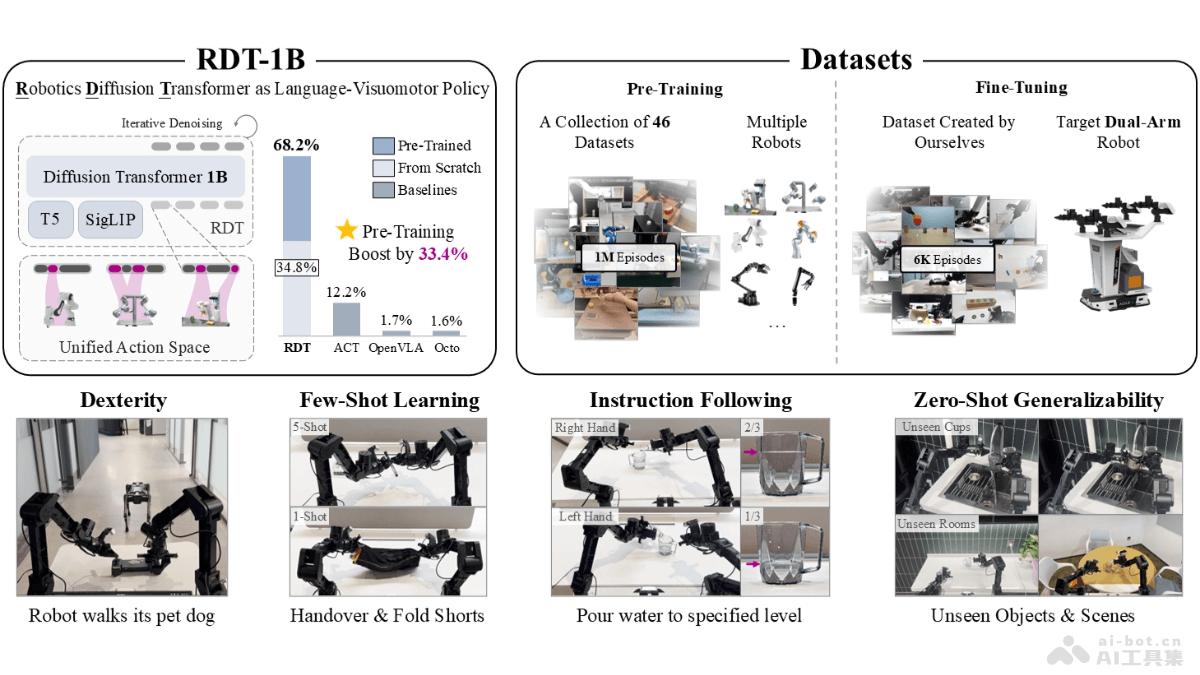 RDT-1B
Robotics Diffusion Transformer as Language-Visuomotor Policy
Iterative Denoising
Diffusion Transformer 1B
T5
SigLIP
RDT
Unified Action Space
68.2%
Pre-Trained
From Scratch
Baselines
Pre-Training
Boost by 33.4%
34.8%
12.2%
1.7%
1.6%
RDT
ACT
OpenVLA
Octo
Datasets
Pre-Training
A Collection of 46
Datasets
Multiple
Robots
1M Episodes
...
Fine-Tuning
Dataset Created by
Ourselves
Target Dual-Arm
Robot
6K Episodes
Dexterity
Robot walks its pet dog
Few-Shot Learning
5-Shot
1-Shot
Handover & Fold Shorts
Instruction Following
Right Hand
2/3
Left Hand
1/3
Pour water to specified level
Zero-Shot Generalizability
Unseen Cups
Unseen Rooms
Unseen Objects & Scenes
ai-bot.cn
AI工具集